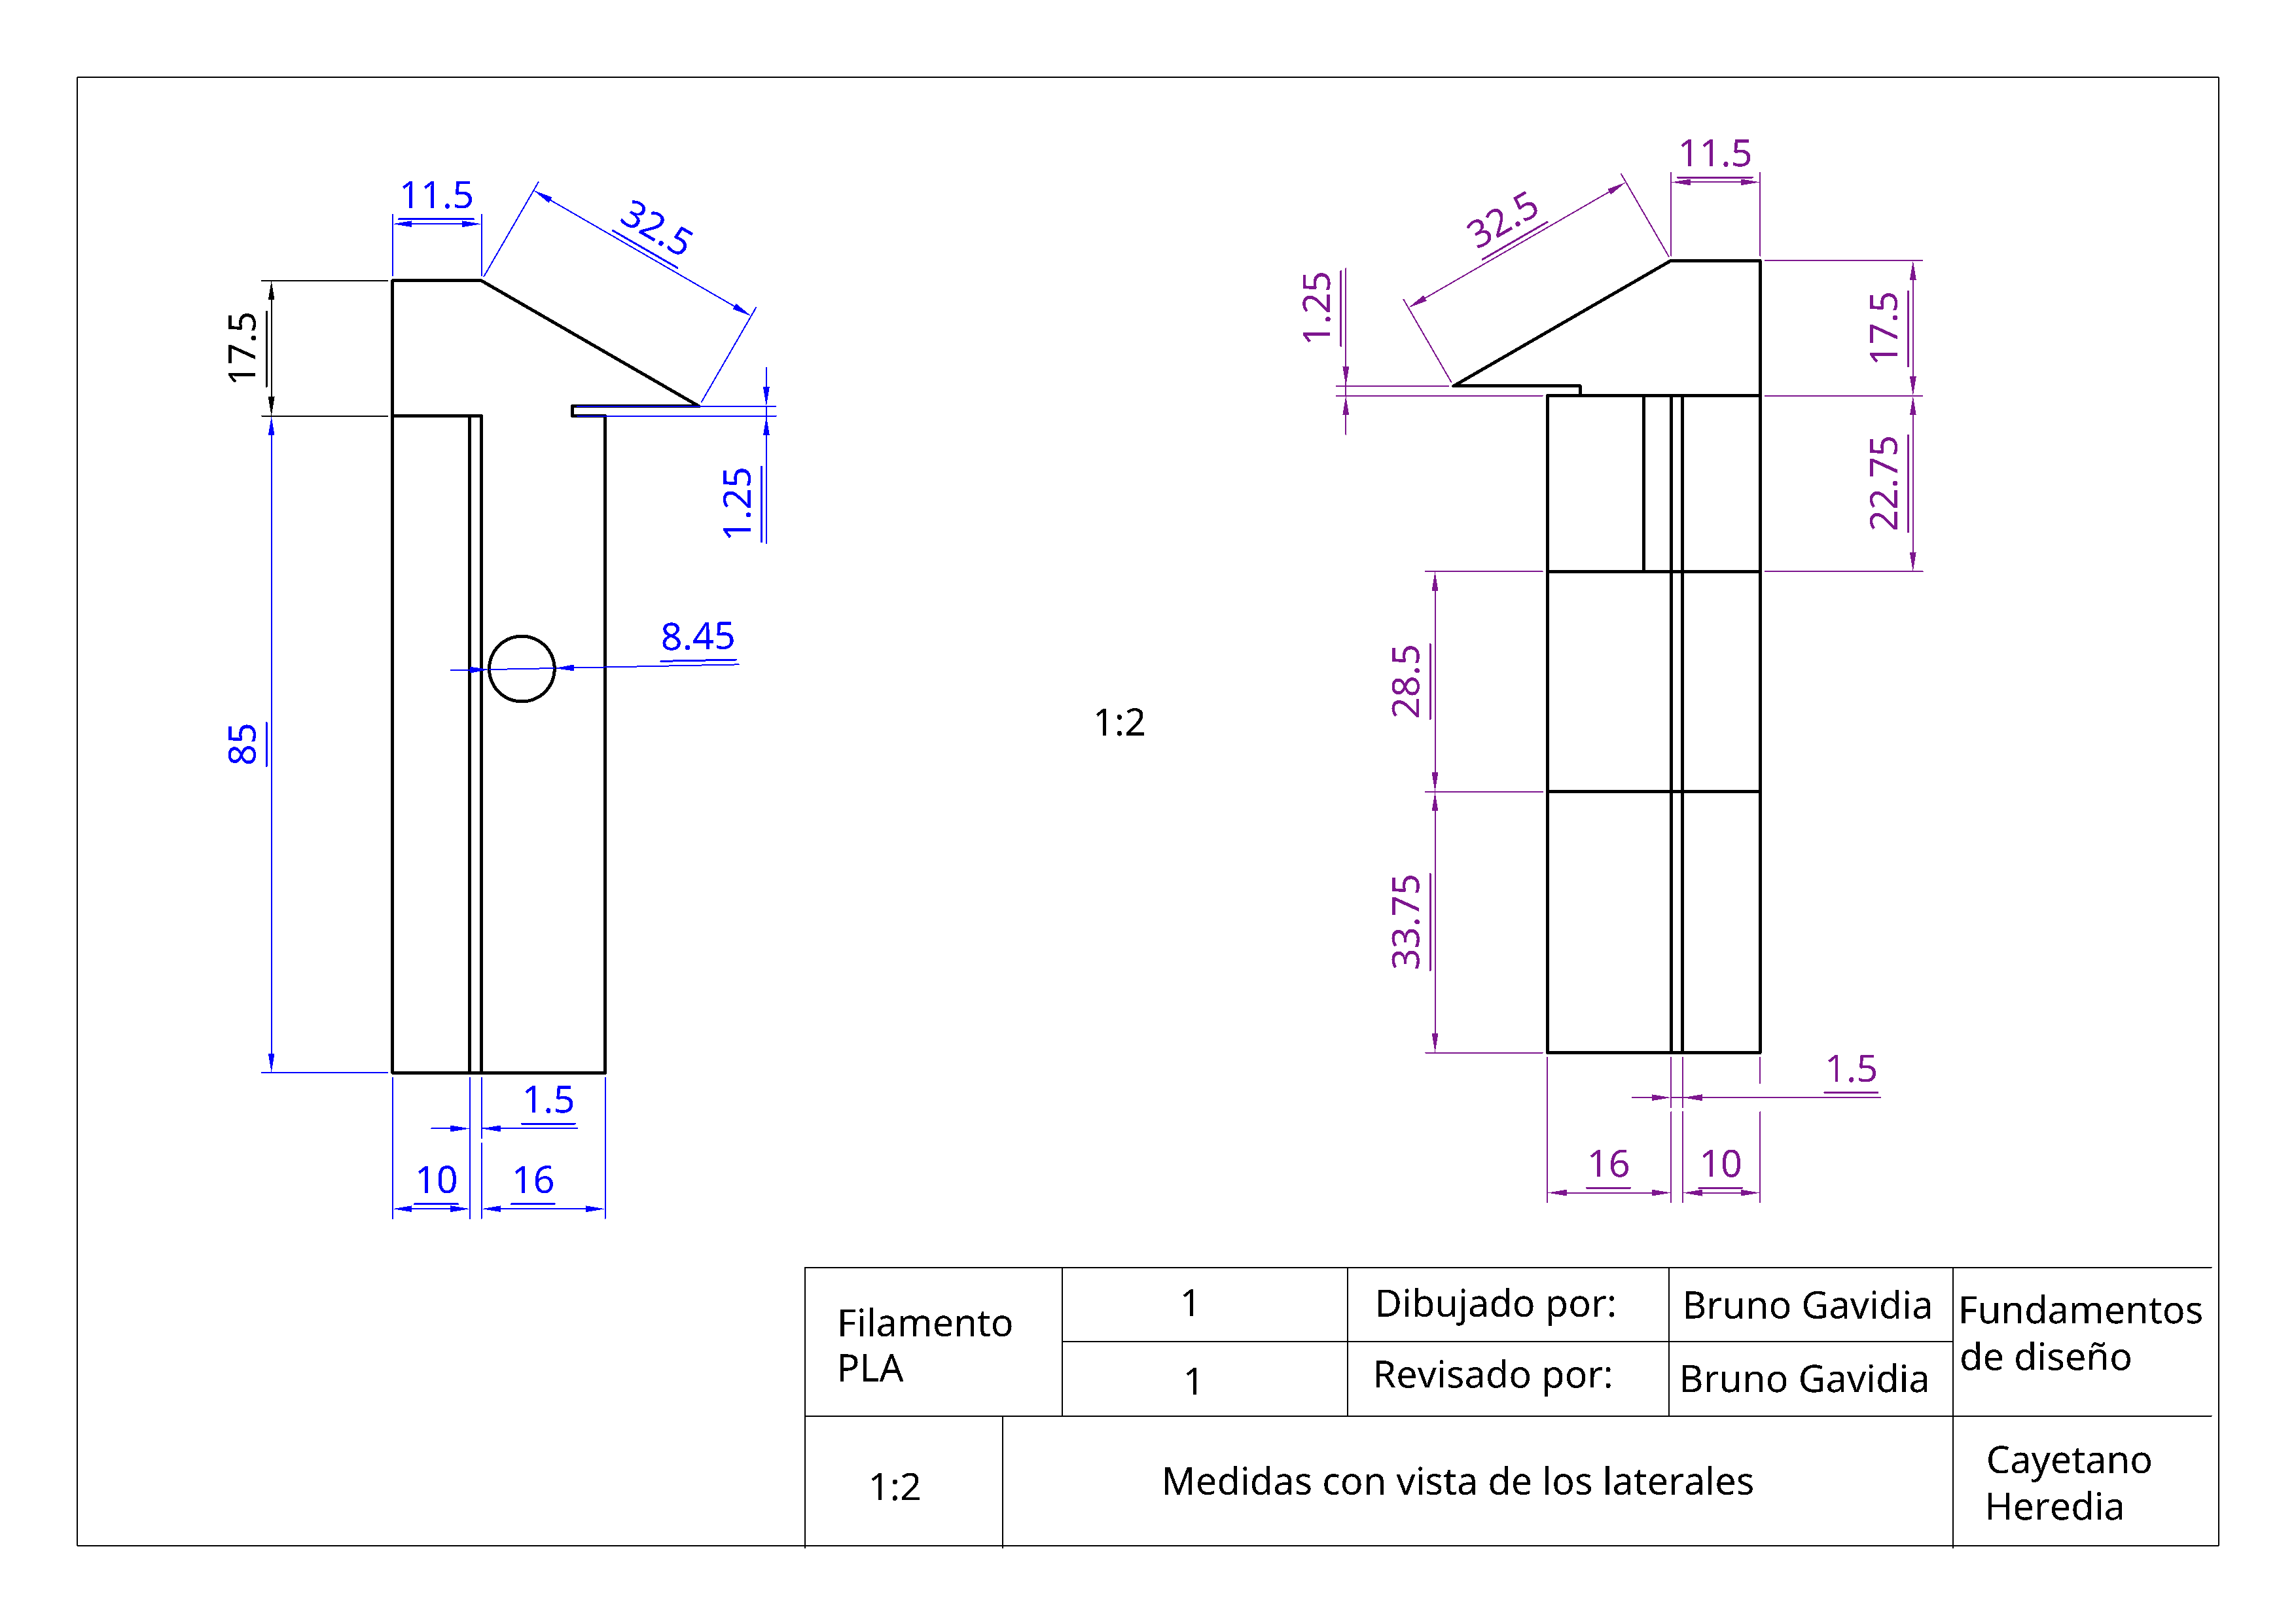 11.5
32.5
17.5
1.25
8.45
85
1.5
10
16
1:2
11.5
32.5
1.25
17.5
22.75
28.5
33.75
1.5
16
10
Filamento
PLA
1
Dibujado por:
Bruno Gavidia
Fundamentos
de diseño
1
Revisado por:
Bruno Gavidia
1:2
Medidas con vista de los laterales
Cayetano
Heredia